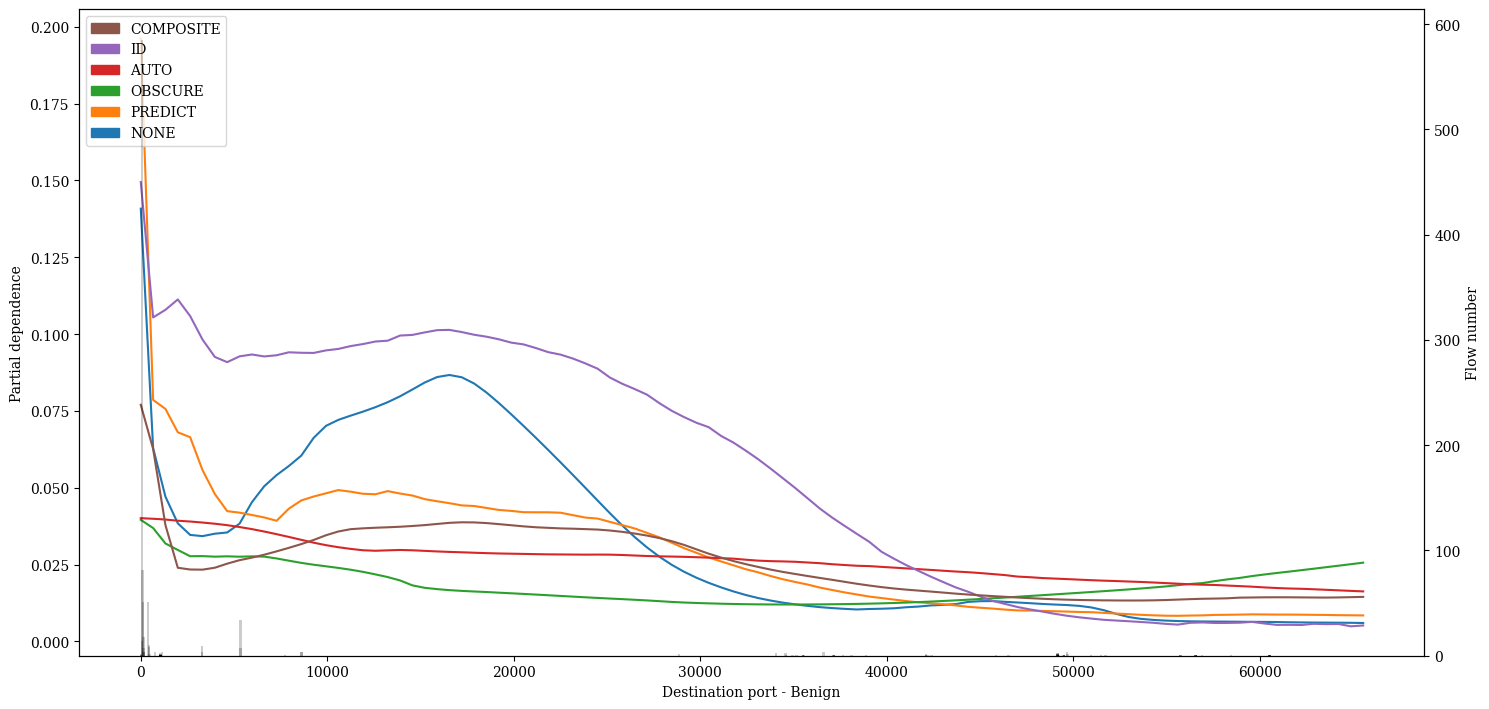 COMPOSITE
ID
AUTO
OBSCURE
PREDICT
NONE
Partial dependence
0.200
0.175
0.150
0.125
0.100
0.075
0.050
0.025
0.000
600
500
400
300
200
100
0
Flow number
0 10000 20000 30000 40000 50000 60000
Destination port - Benign